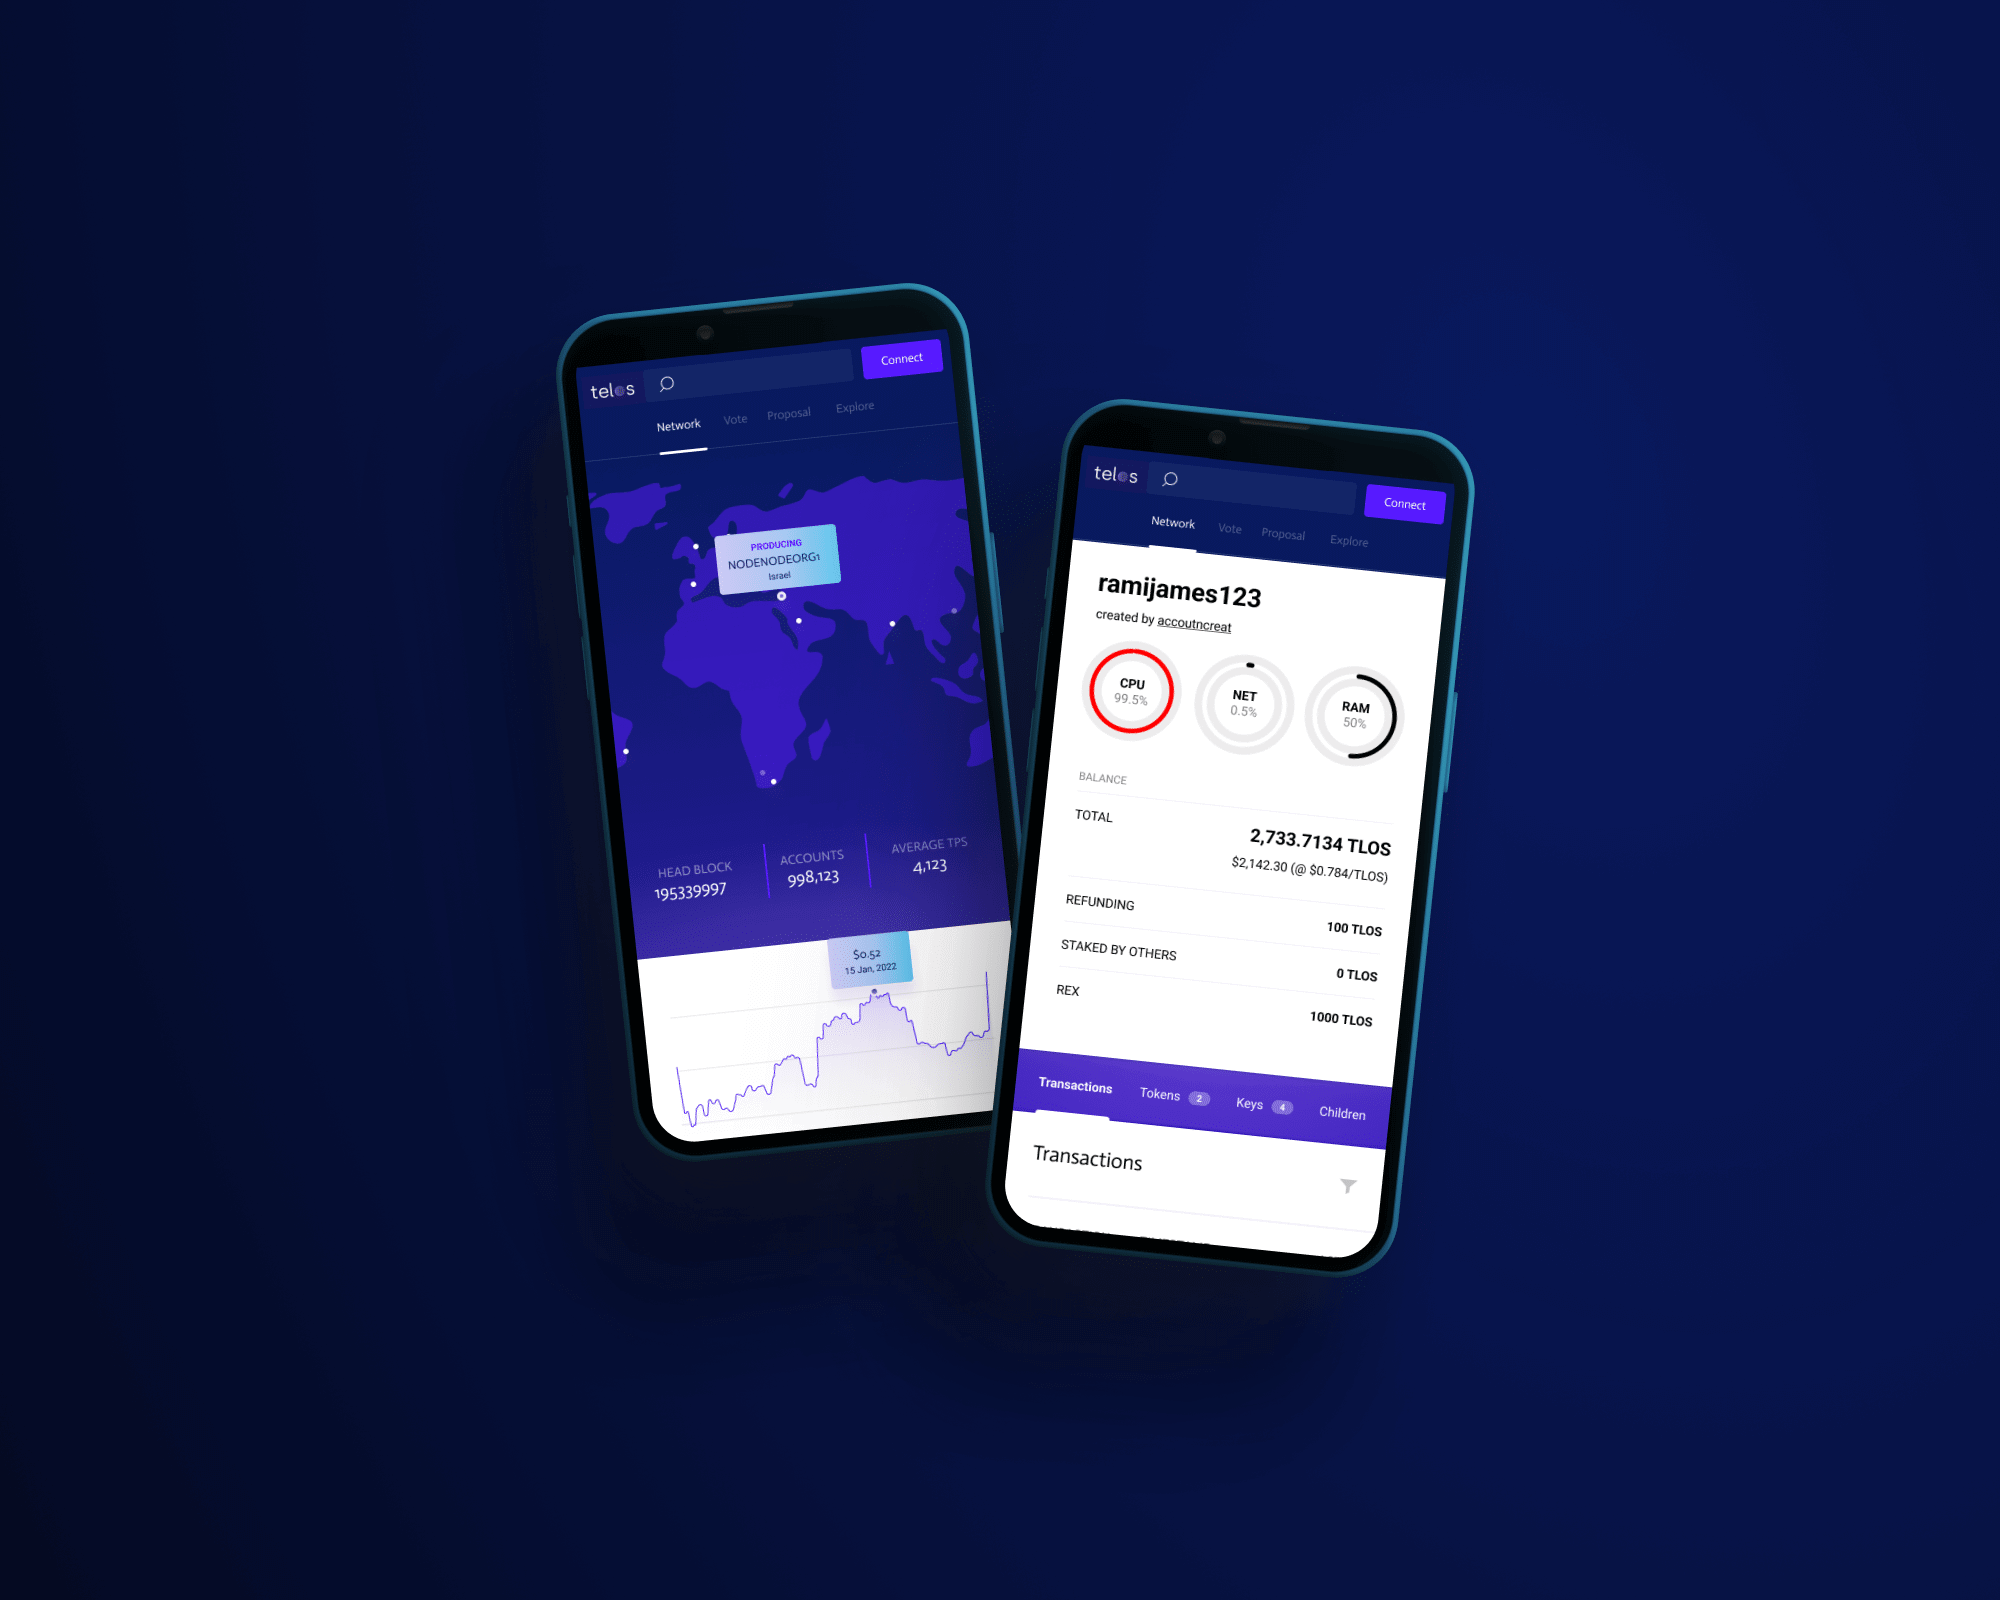 telos
Connect
Network Vote Proposal Explore
PRODUCING
NODENODEORG1
Israel
HEAD BLOCK
195339997
ACCOUNTS
998,123
AVERAGE TPS
4,123
$0.52
15 Jan, 2022
telos
Connect
Network Vote Proposal Explore
ramijames123
created by accoutncreat
CPU
99.5%
NET
0.5%
RAM
50%
BALANCE
TOTAL
2,733.7134 TLOS
$2,142.30 (@ $0.784/TLOS)
REFUNDING
100 TLOS
STAKED BY OTHERS
0 TLOS
REX
1000 TLOS
Transactions Tokens 2 Keys 4 Children
Transactions